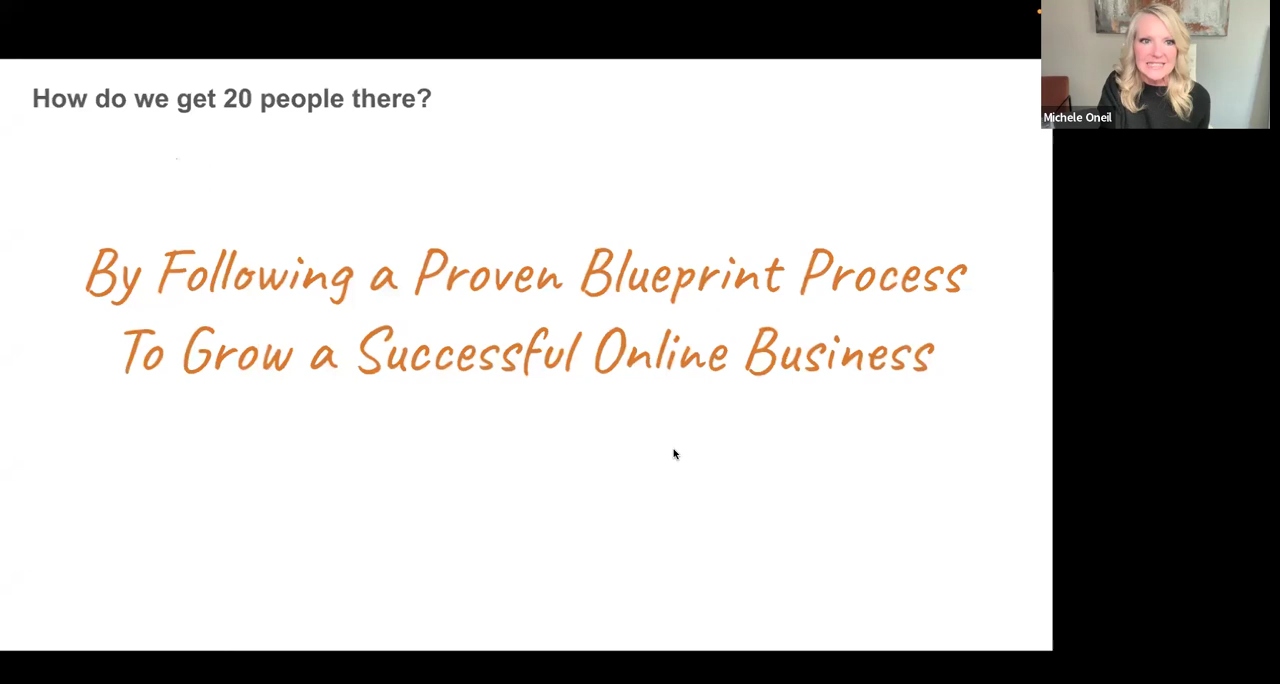 How do we get 20 people there?
Michele Oneil
By Following a Proven Blueprint Process
To Grow a Successful Online Business